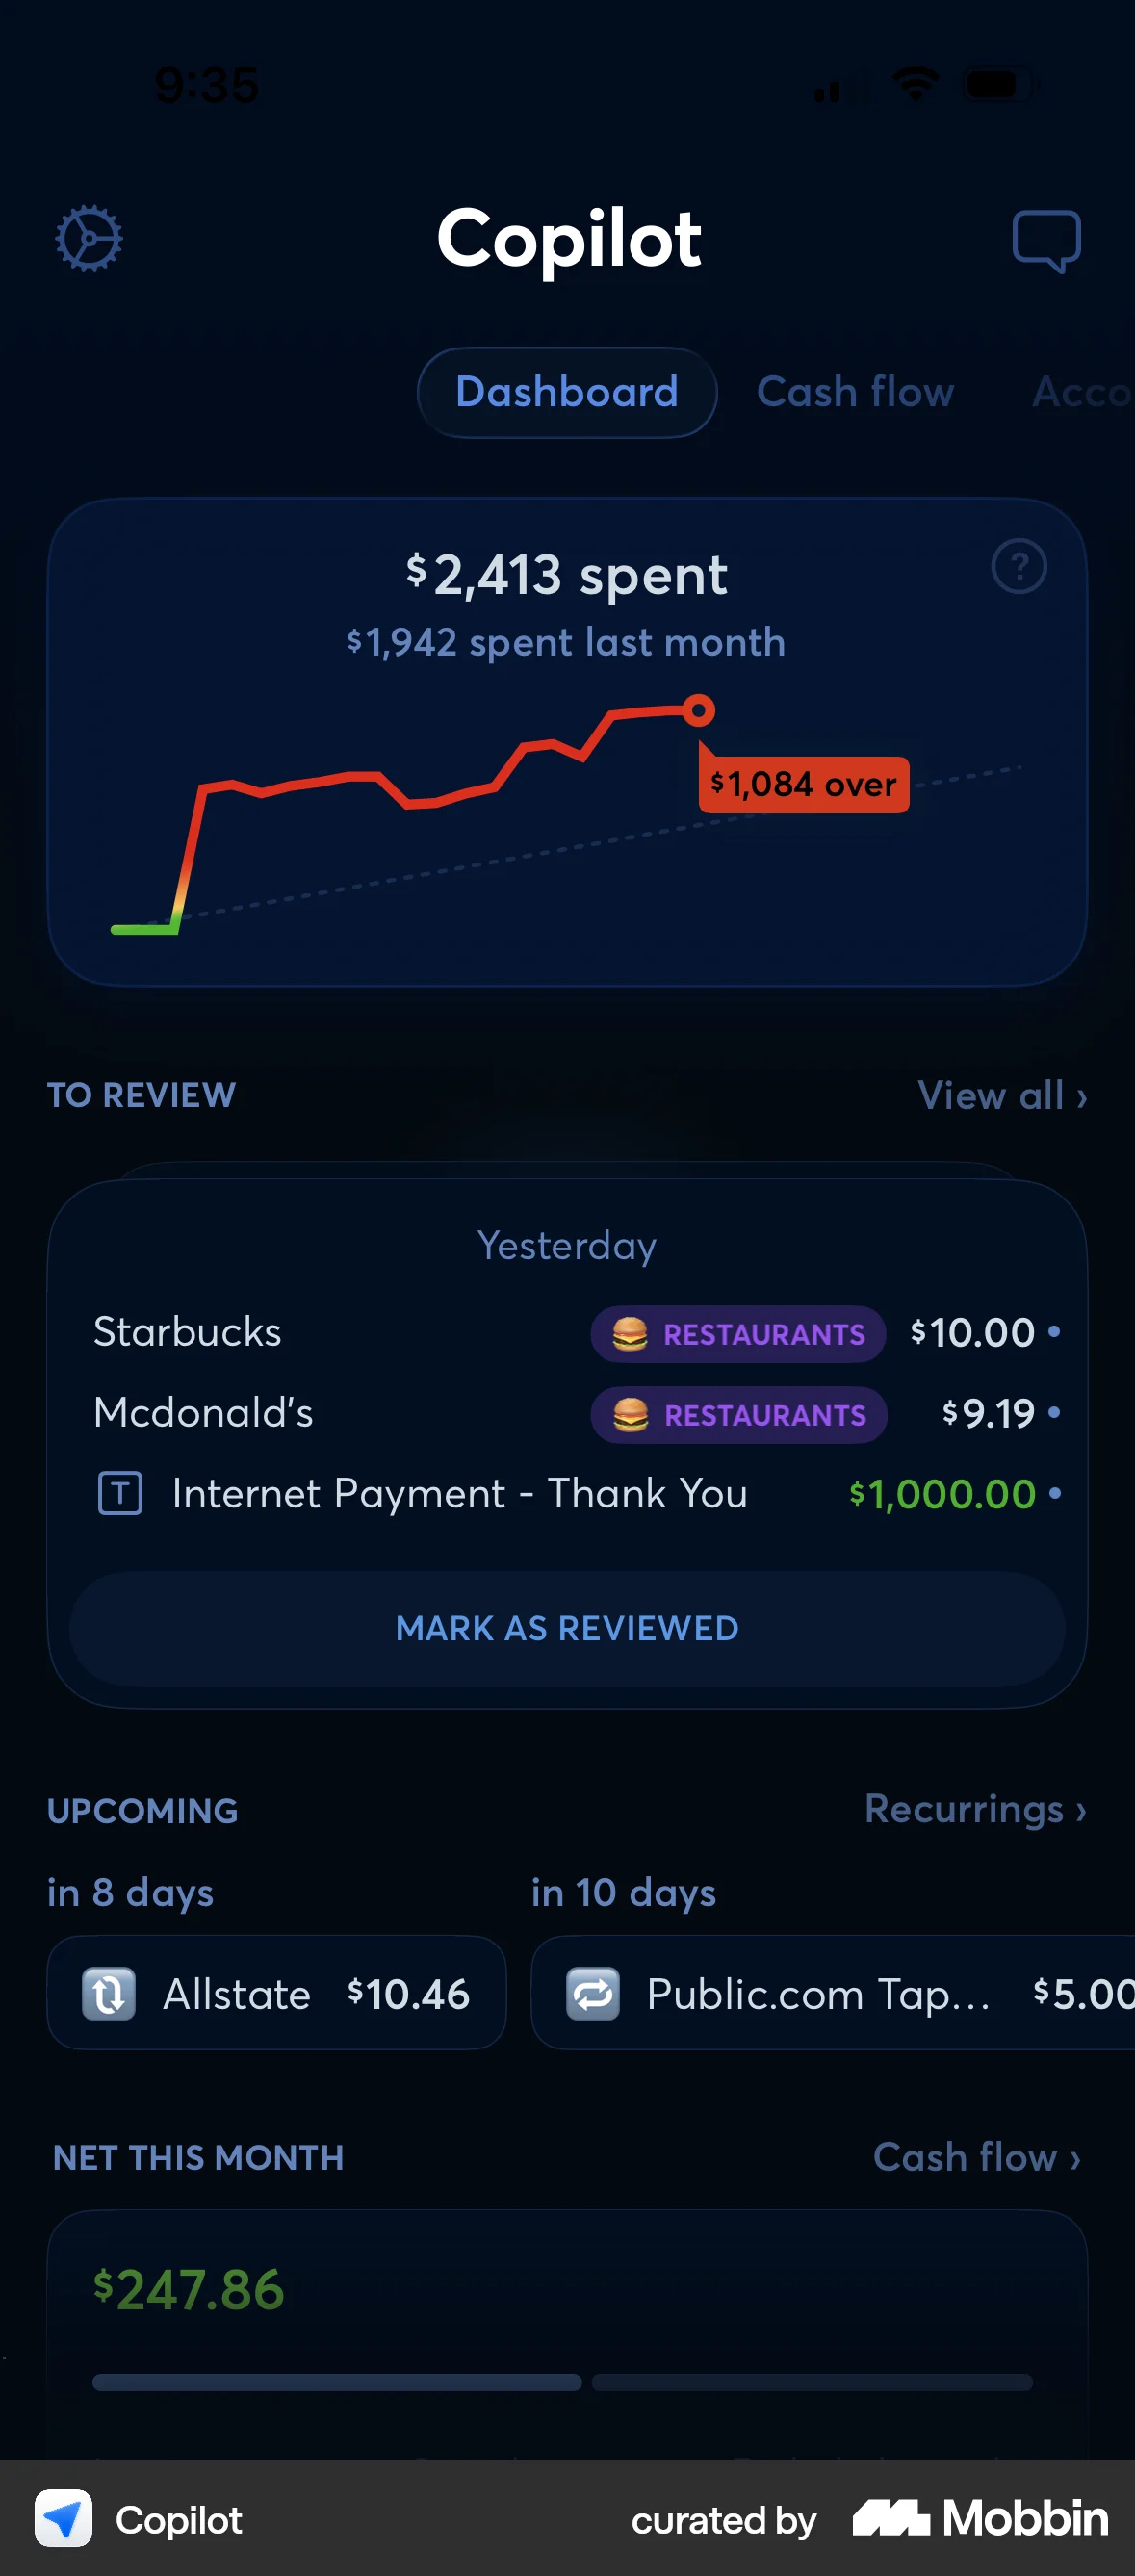 9:35
Copilot
Dashboard Cash flow Acco
$2,413 spent
?
$1,942 spent last month
$1,084 over
TO REVIEW View all ›
Yesterday
Starbucks RESTAURANTS $10.00
Mcdonald's RESTAURANTS $9.19
T Internet Payment - Thank You $1,000.00
MARK AS REVIEWED
UPCOMING Recurrings ›
in 8 days in 10 days
Allstate $10.46 Public.com Tap... $5.00
NET THIS MONTH Cash flow ›
$247.86
Copilot curated by Mobbin